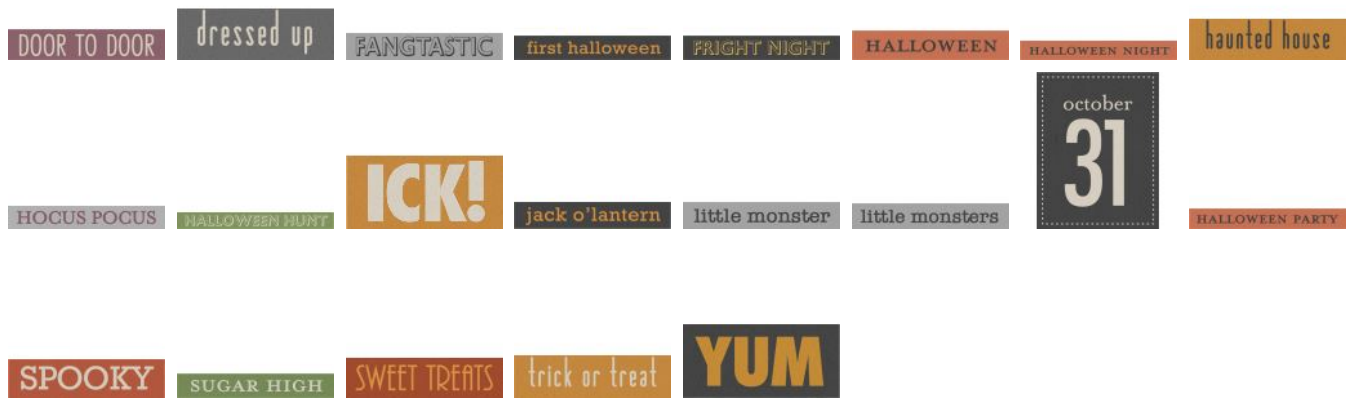 DOOR TO DOOR
dressed up
FANGTASTIC
first halloween
FRIGHT NIGHT
HALLOWEEN
HALLOWEEN NIGHT
haunted house
HOCUS POCUS
HALLOWEEN HUNT
ICK!
jack o'lantern
little monster
little monsters
october
31
HALLOWEEN PARTY
SPOOKY
SUGAR HIGH
SWEET TREATS
trick or treat
YUM